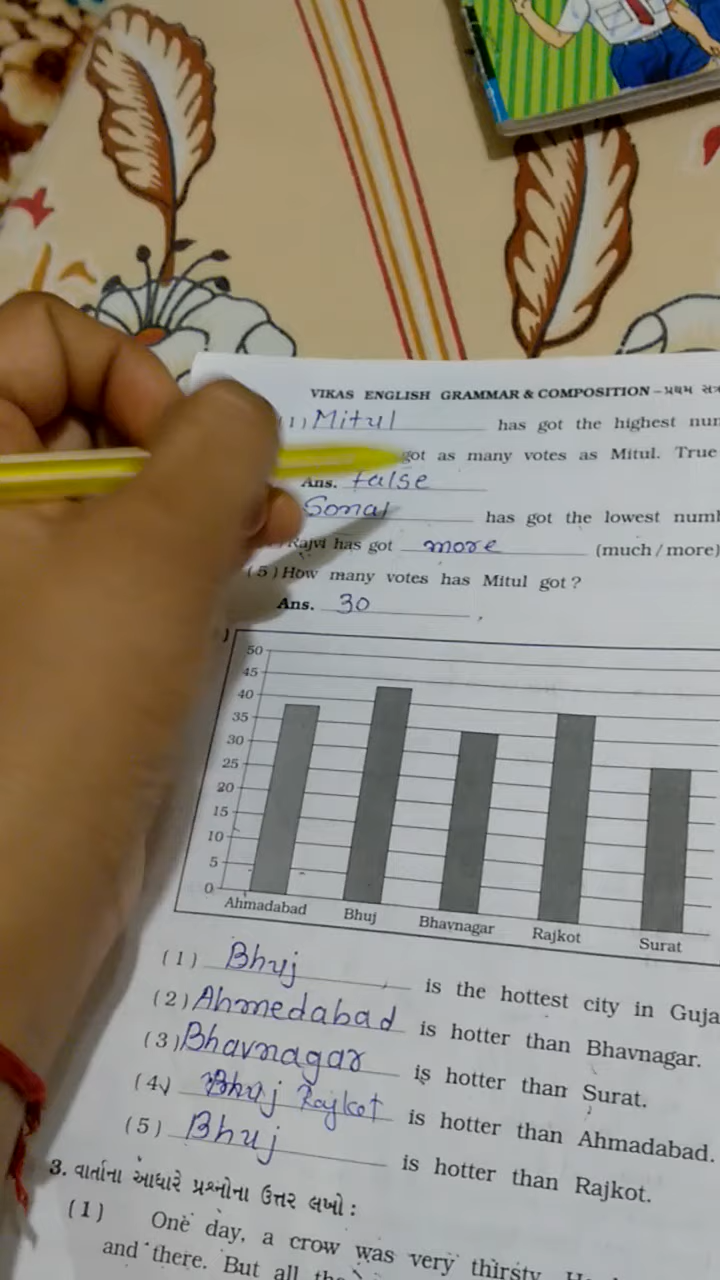 VIKAS ENGLISH GRAMMAR & COMPOSITION – પ્રથમ
1) Mitul has got the highest
got as many votes as Mitul. True
Ans. false
Sonal has got the lowest
Rajvi has got more (much / more)
(5) How many votes has Mitul got?
Ans. 30
50
45
40
35
30
25
20
15
10
5
0
Ahmadabad Bhuj Bhavnagar Rajkot Surat
(1) Bhuj is the hottest city in
(2) Ahmedabad is hotter than Bhavnagar.
(3) Bhavnagar is hotter than Surat.
(4) Bhuj Rajkot is hotter than Ahmadabad.
(5) Bhuj is hotter than Rajkot.
3. વાર્તાના આધારે પ્રશ્નોના ઉત્તર લખો :
(1) One day, a crow was very thirsty.
and there. But all